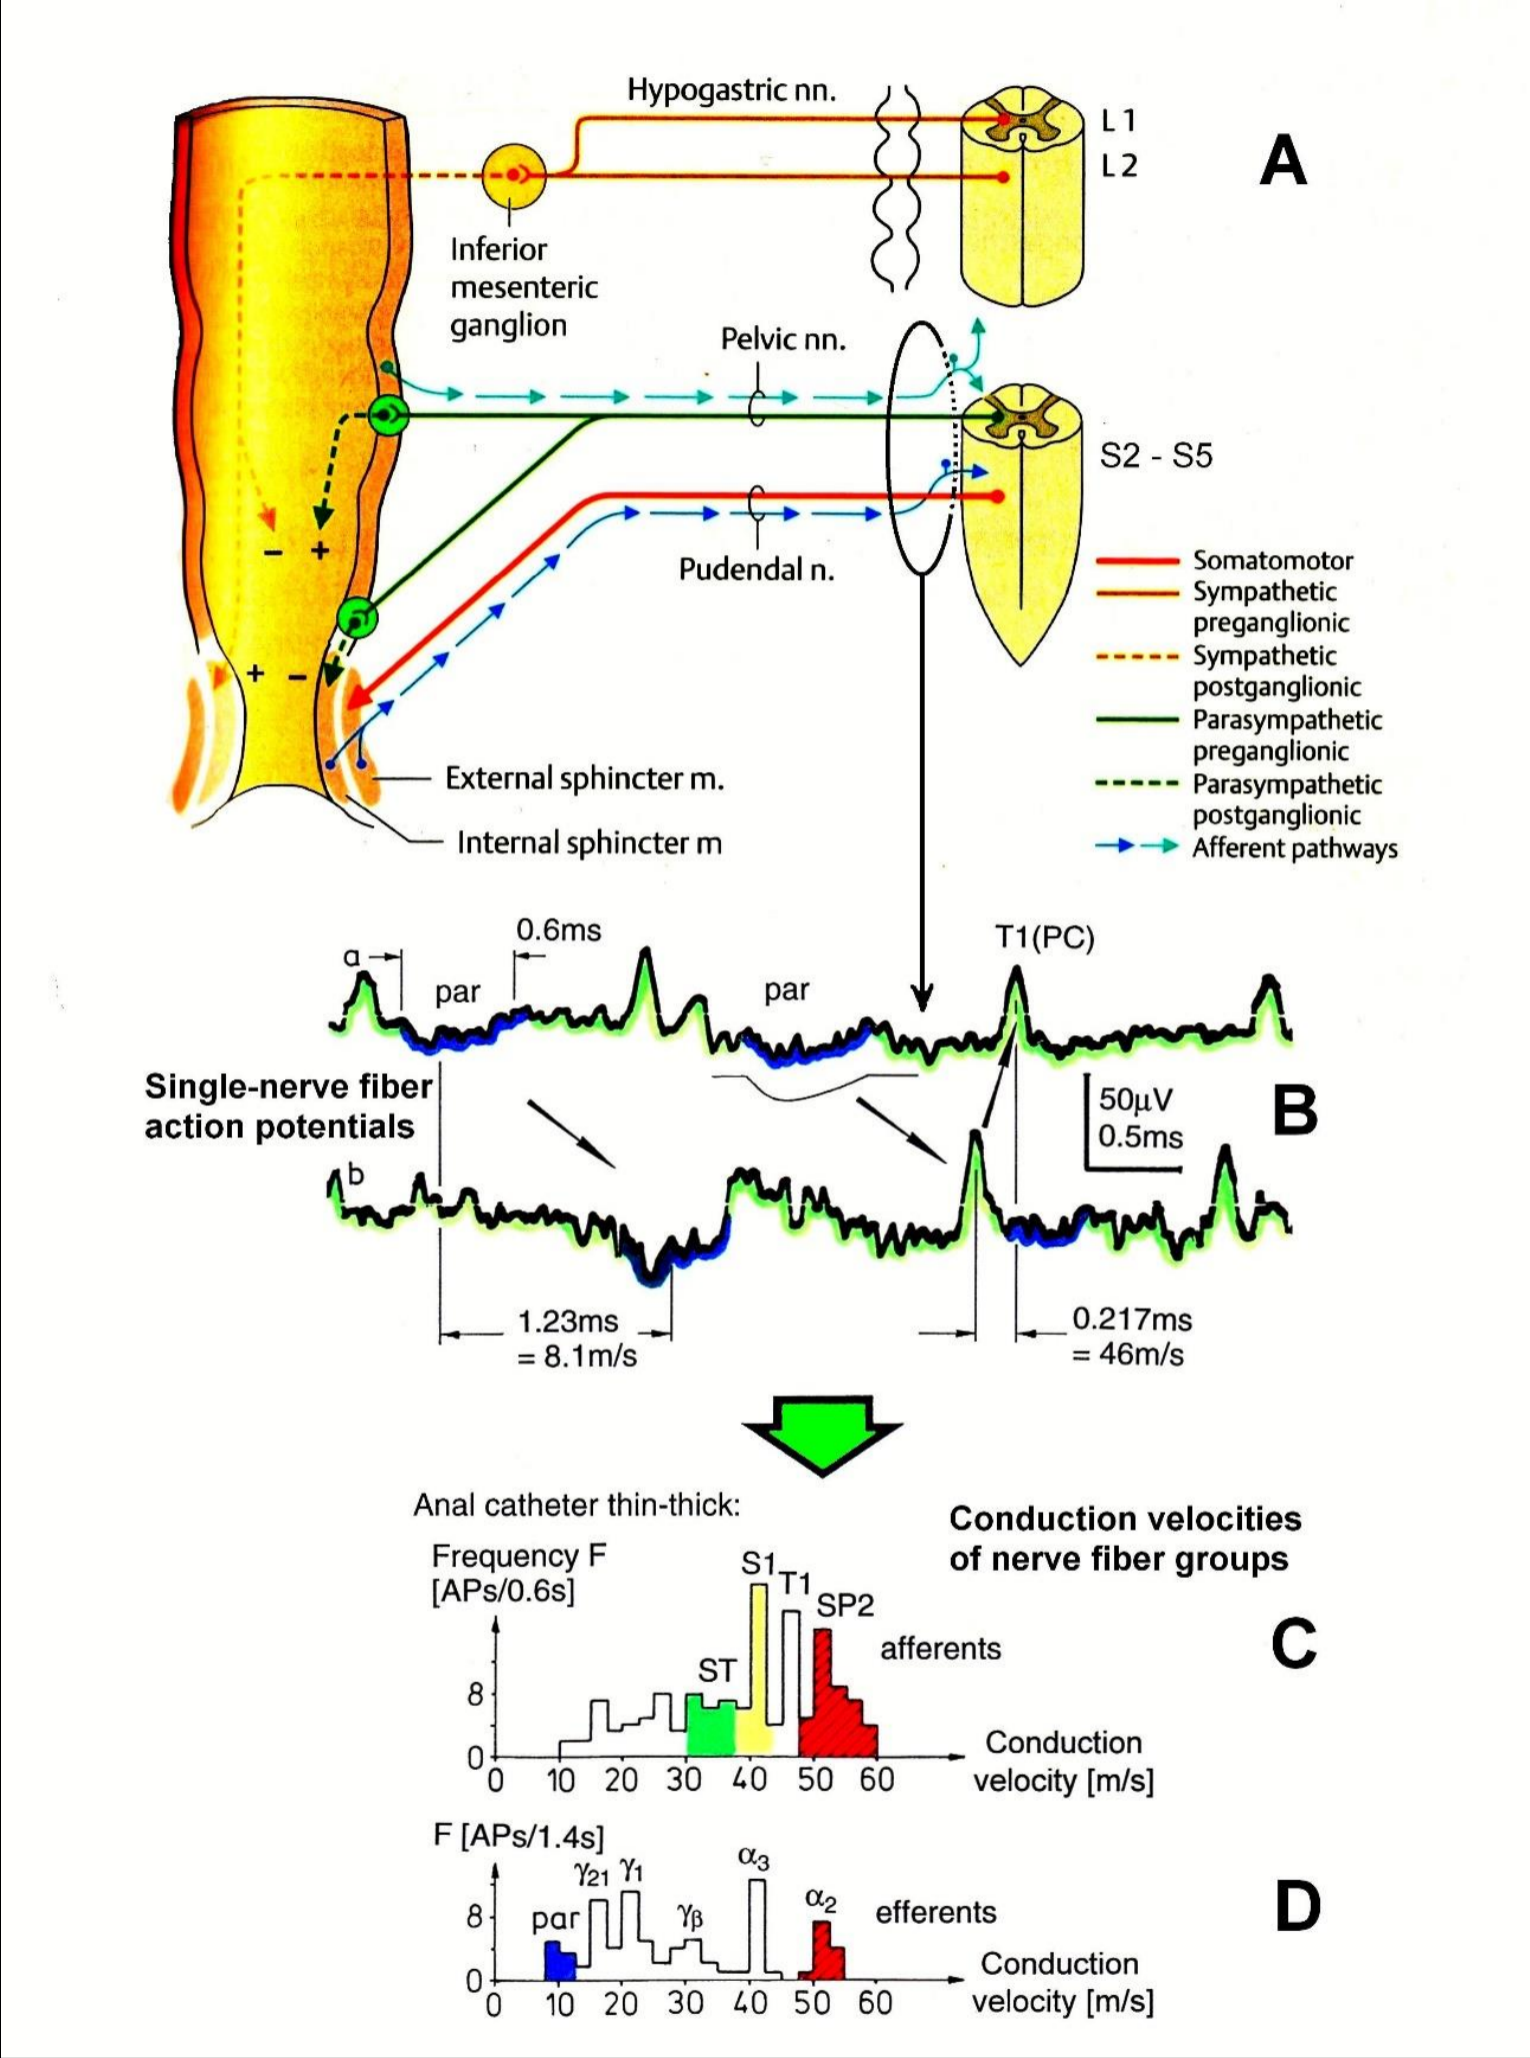 Hypogastric nn.
L1
L2
A
Inferior
mesenteric
ganglion
Pelvic nn.
S2 - S5
Pudendal n.
- +
+ -
Somatomotor
Sympathetic
preganglionic
Sympathetic
postganglionic
Parasympathetic
preganglionic
Parasympathetic
postganglionic
Afferent pathways
External sphincter m.
Internal sphincter m
0.6ms
a
par
par
T1(PC)
Single-nerve fiber
action potentials
50μV
0.5ms
B
b
1.23ms
= 8.1m/s
0.217ms
= 46m/s
Anal catheter thin-thick:
Conduction velocities
of nerve fiber groups
Frequency F
[APs/0.6s]
S1
T1
SP2
ST
afferents
C
8
0
0 10 20 30 40 50 60
Conduction
velocity [m/s]
F [APs/1.4s]
γ21 γ1
α3
α2
par
γβ
efferents
D
8
0
0 10 20 30 40 50 60
Conduction
velocity [m/s]